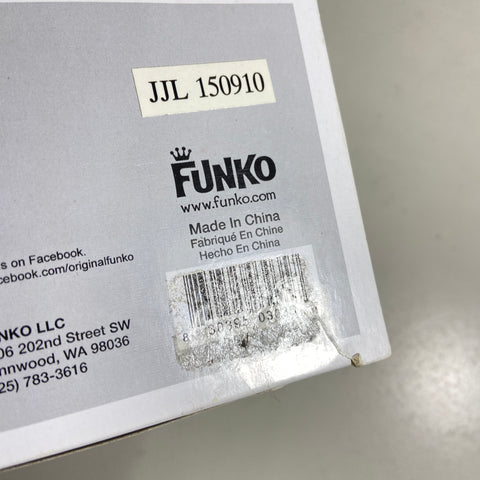 JJL 150910
FUNKO
www.funko.com
Made In China
Fabriqué En Chine
Hecho En China
s on Facebook.
cebook.com/originalfunko
NKO LLC
06 202nd Street SW
nnwood, WA 98036
25) 783-3616